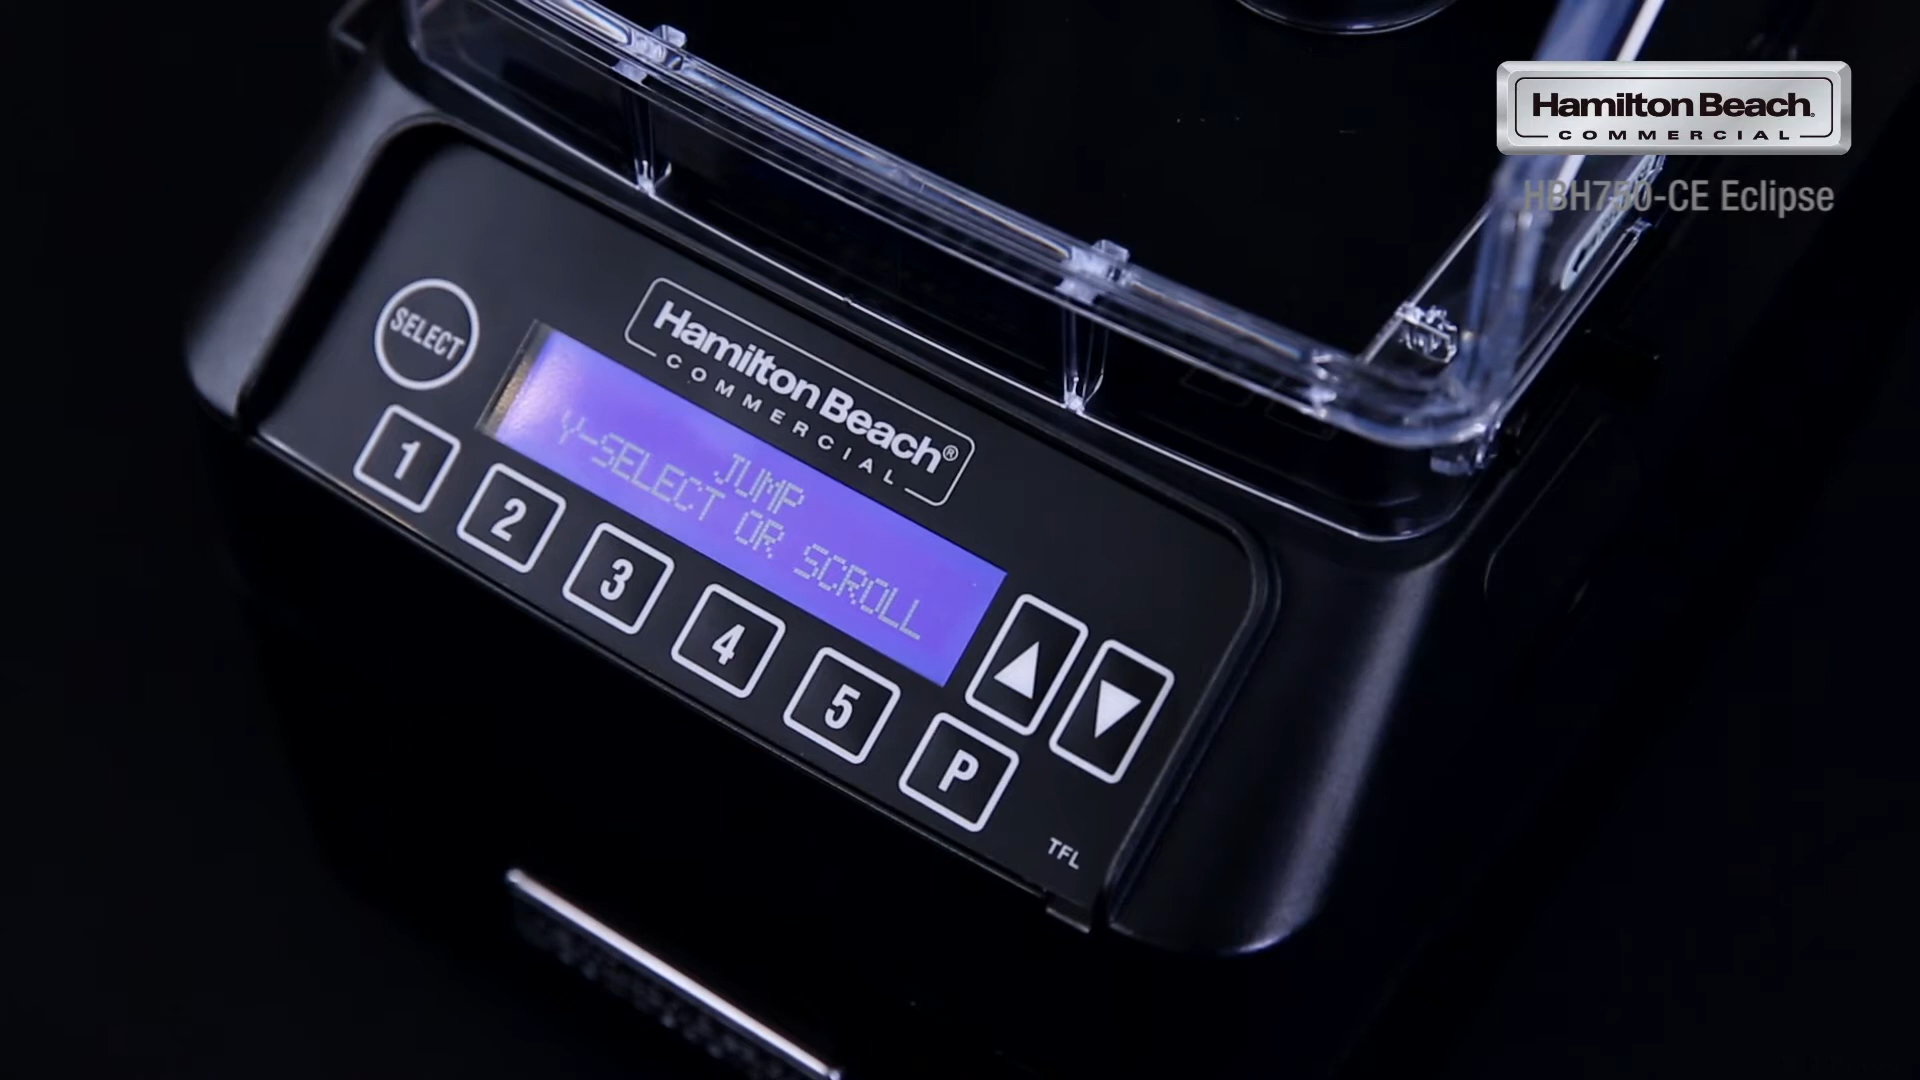 Hamilton Beach
COMMERCIAL
HBH750-CE Eclipse
SELECT
Hamilton Beach®
COMMERCIAL
JUMP
Y-SELECT OR SCROLL
1
2
3
4
5
P
TFL